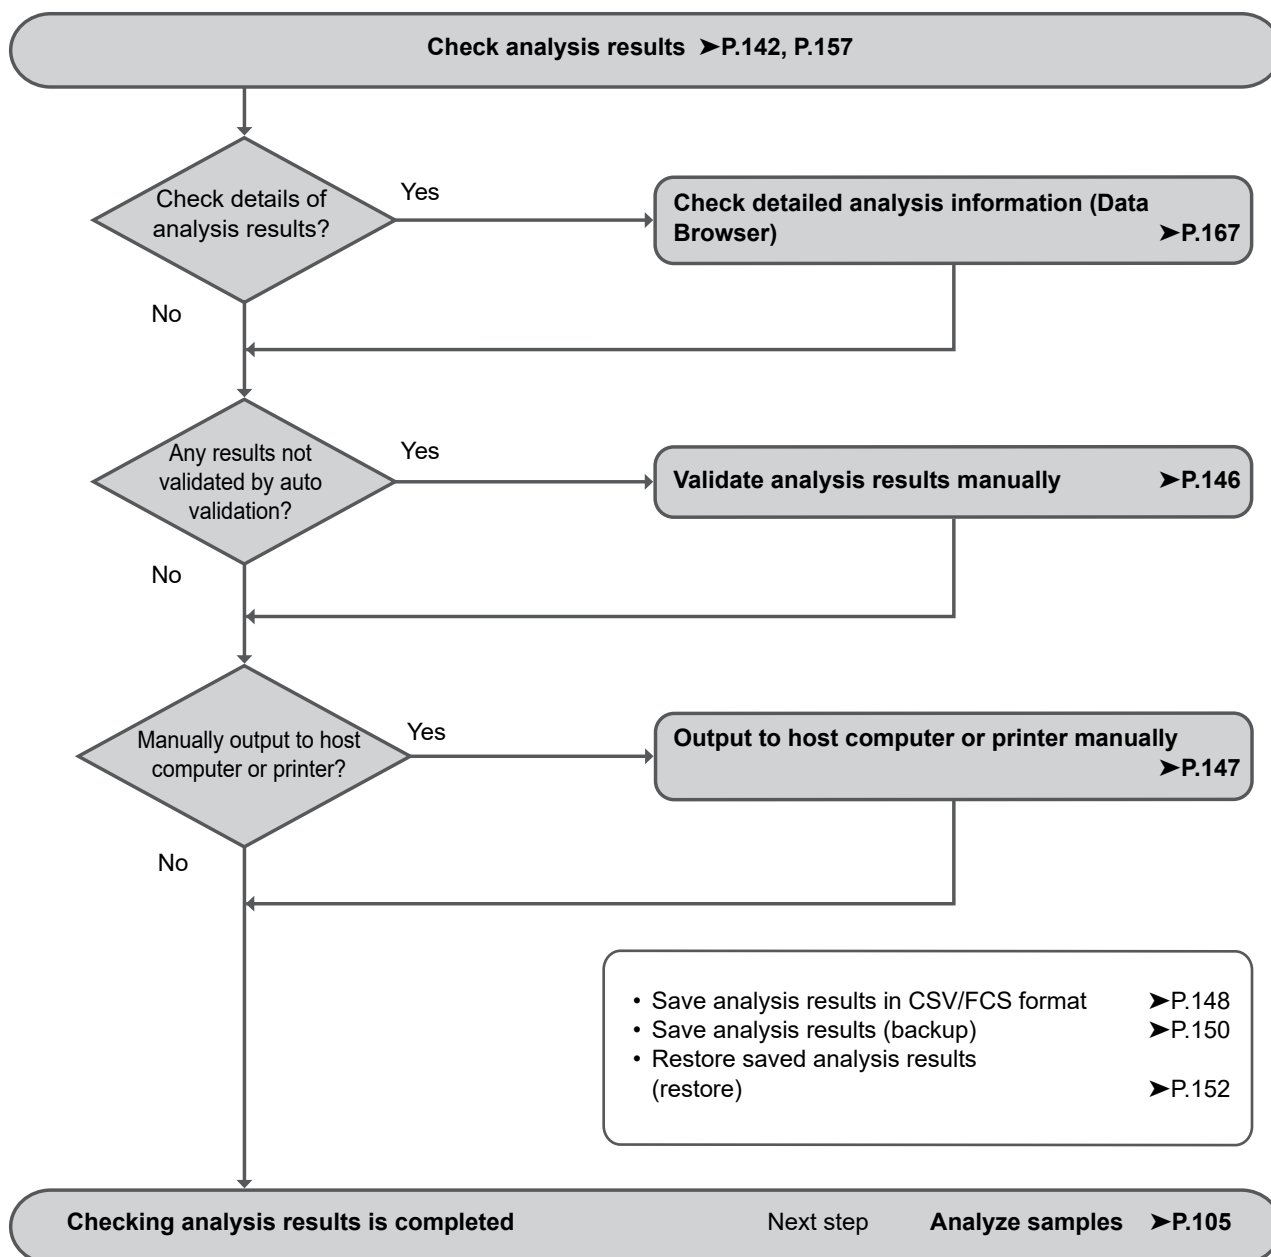 Check analysis results ➤P.142, P.157
Check details of
analysis results?
Yes
Check detailed analysis information (Data
Browser) ➤P.167
No
Any results not
validated by auto
validation?
Yes
Validate analysis results manually ➤P.146
No
Manually output to host
computer or printer?
Yes
Output to host computer or printer manually
➤P.147
No
• Save analysis results in CSV/FCS format ➤P.148
• Save analysis results (backup) ➤P.150
• Restore saved analysis results
(restore) ➤P.152
Checking analysis results is completed Next step Analyze samples ➤P.105